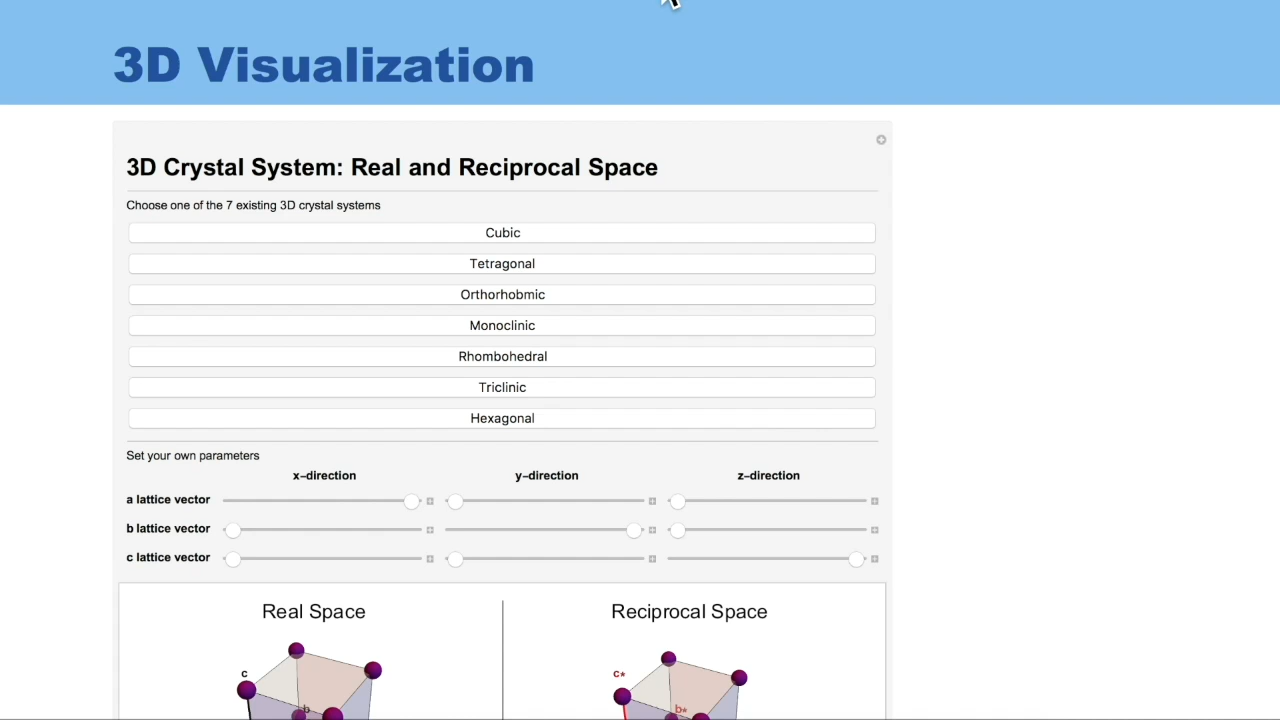 3D Visualization
3D Crystal System: Real and Reciprocal Space
Choose one of the 7 existing 3D crystal systems
Cubic
Tetragonal
Orthorhobmic
Monoclinic
Rhombohedral
Triclinic
Hexagonal
Set your own parameters
x-direction y-direction z-direction
a lattice vector
b lattice vector
c lattice vector
Real Space Reciprocal Space
c c*
b b*